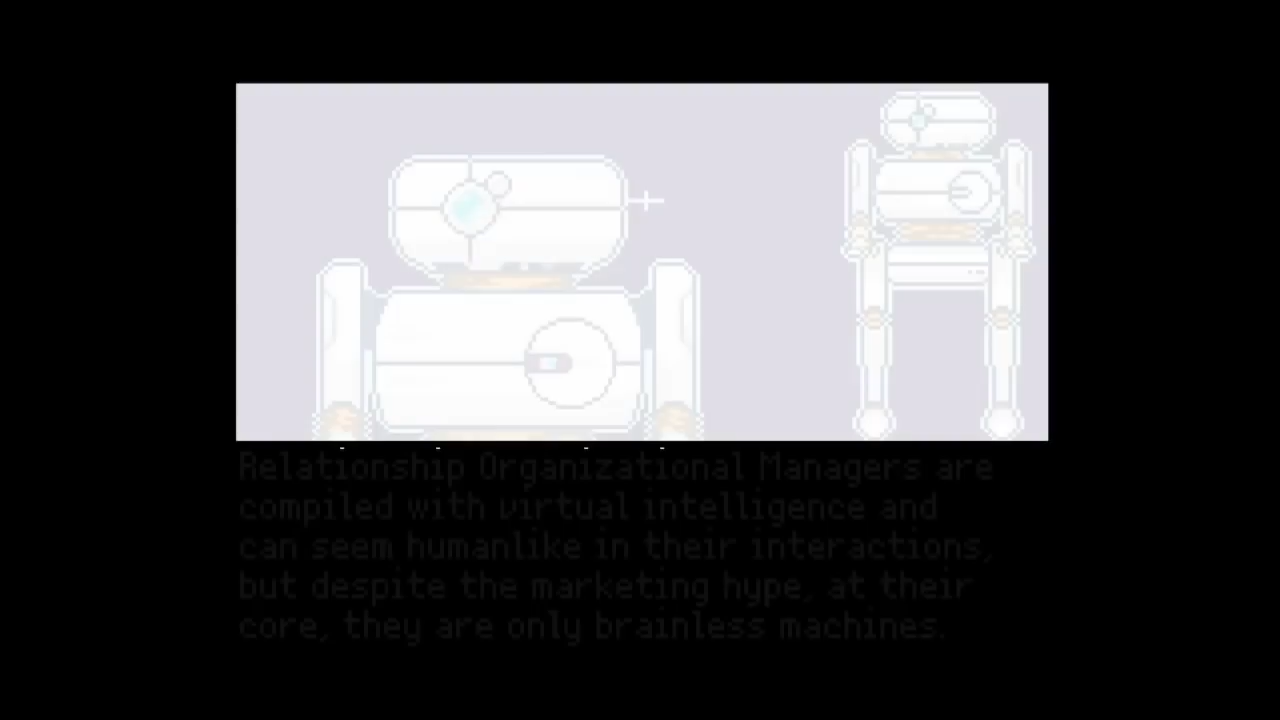 Relationship Organizational Managers are
compiled with virtual intelligence and
can seem humanlike in their interactions,
but despite the marketing hype, at their
core, they are only brainless machines.